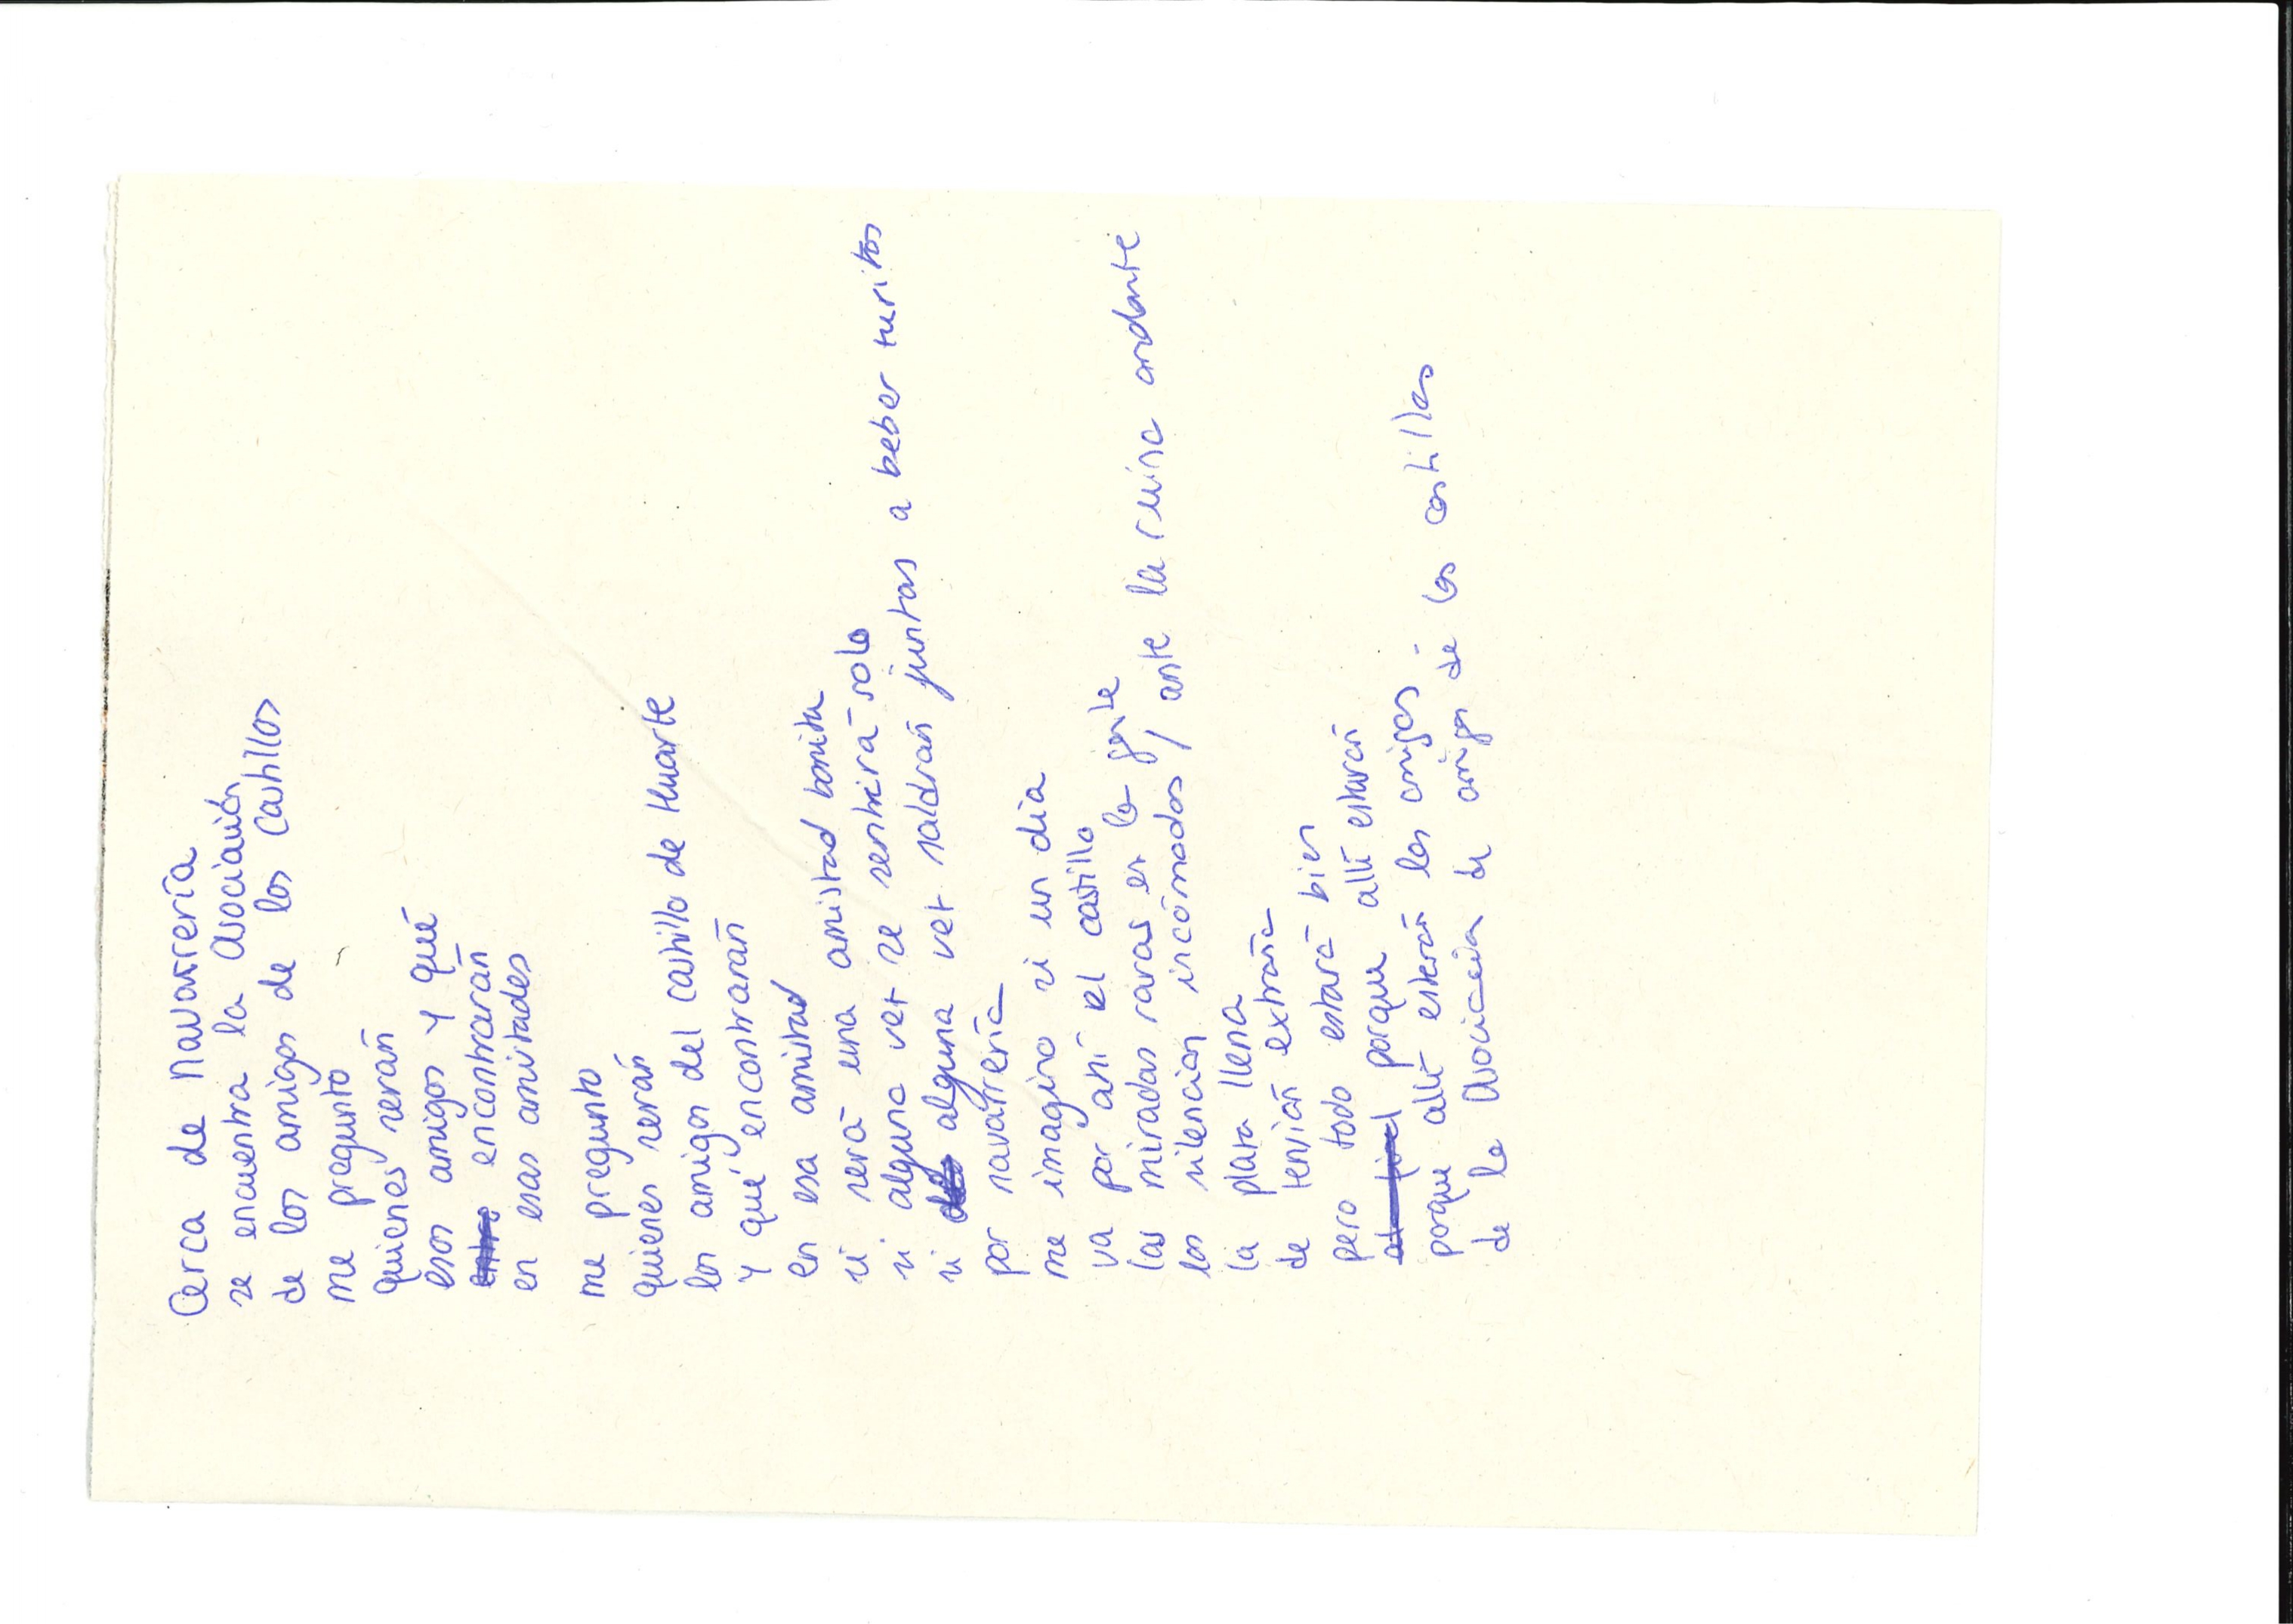 Cerca de Navarrería
se encuentra la Asociación
de los amigos de los Castillos
me pregunto
quienes serán
esos amigos y qué
entre encontrarán
en esas amistades
me pregunto
quienes serán
los amigos del castillo de Huarte
y qué encontrarán
en esa amistad
si será una amistad bonita
si alguna vez se sentirá solo
si alguna vez saldrán juntos a beber zuritos
por navarrería
me imagino si un día
va por ahí el castillo
las miradas raras en la gente
los silencios incómodos / ante la ruina andante
la plaza llena
de tensión extraña
pero todo estará bien
al final porque allí estarán
porque allí estarán los amigos
de la Asociación de amigos de los castillos